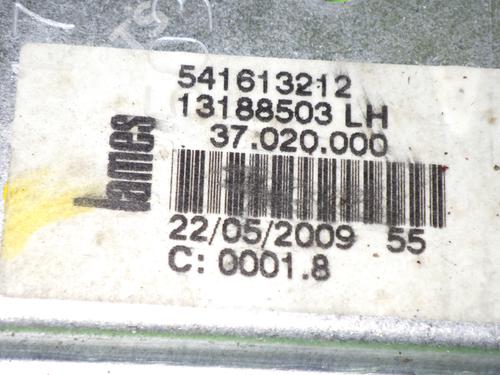 541613212
13188503 LH
37.020.000
lames
22/05/2009 55
C: 0001.8